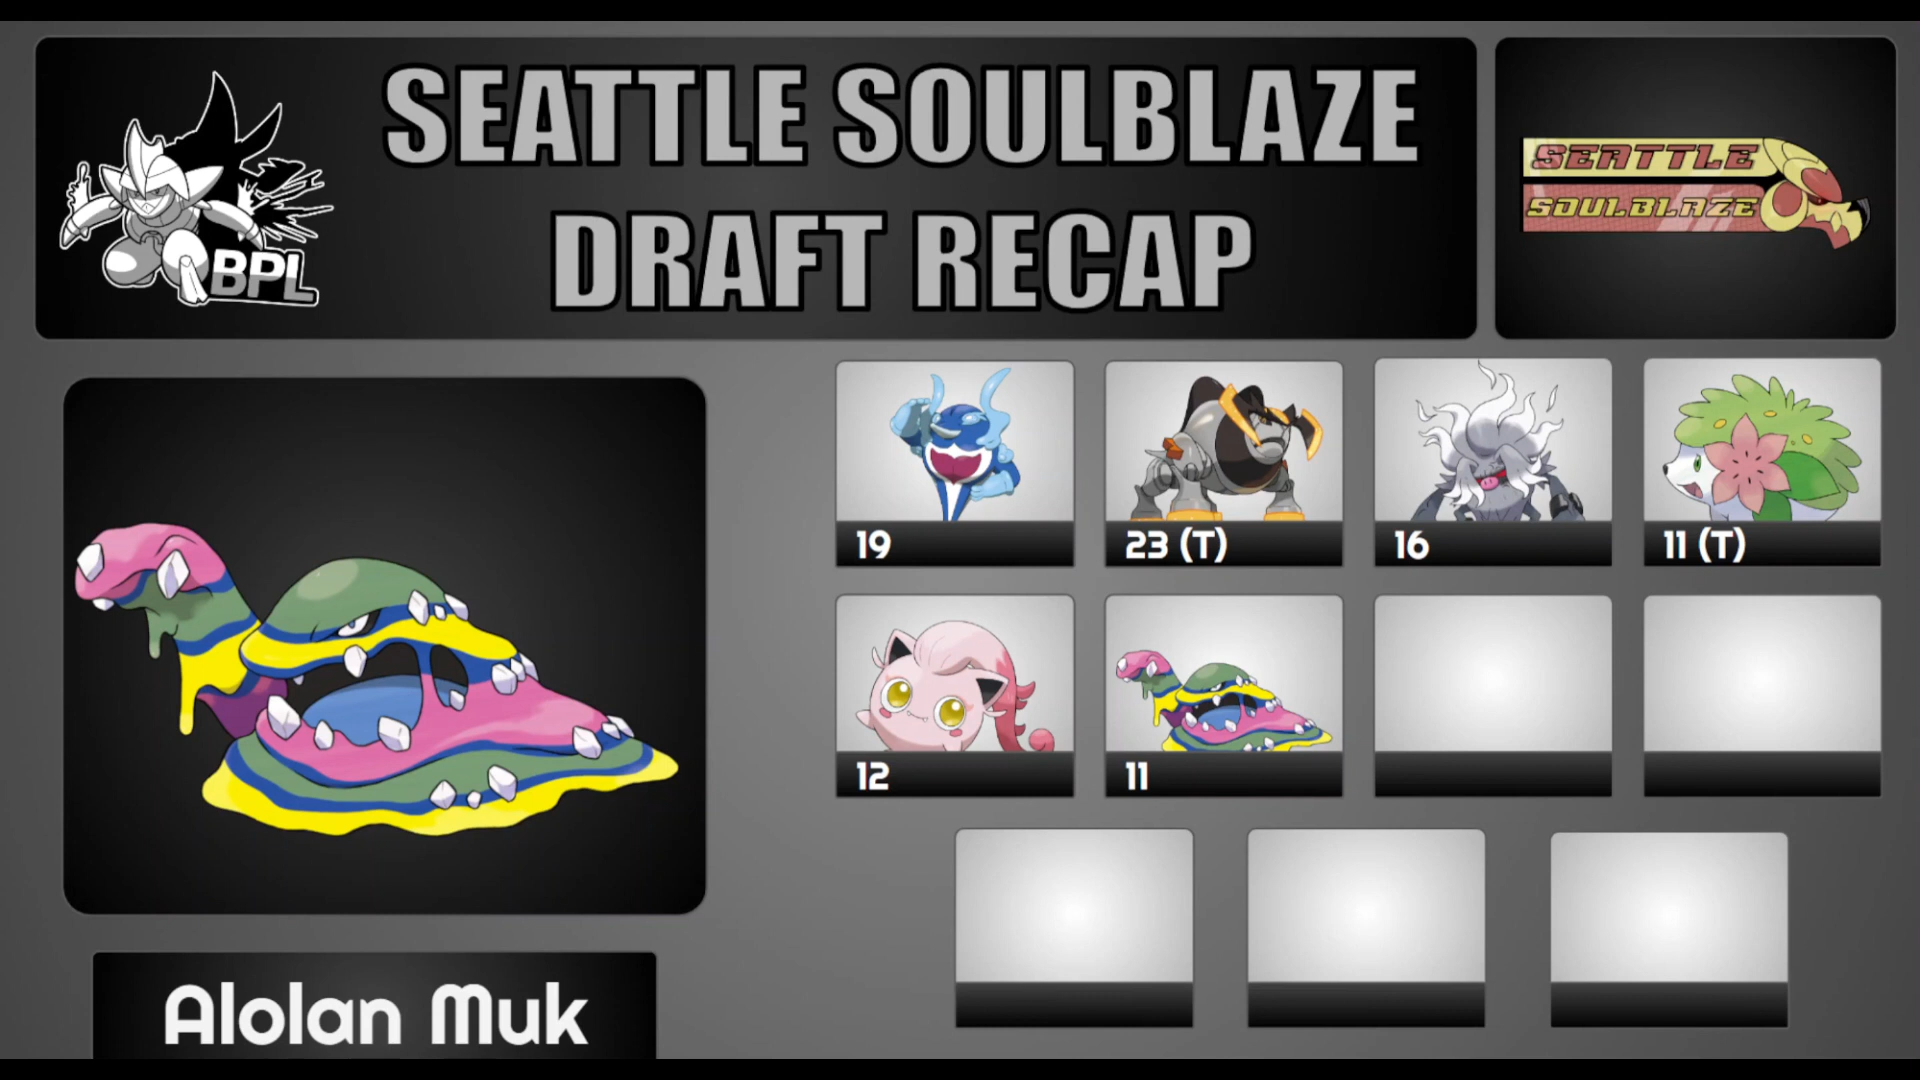 SEATTLE SOULBLAZE
DRAFT RECAP
BPL
SEATTLE
SOULBLAZE
19
23 (T)
16
11 (T)
12
11
Alolan Muk